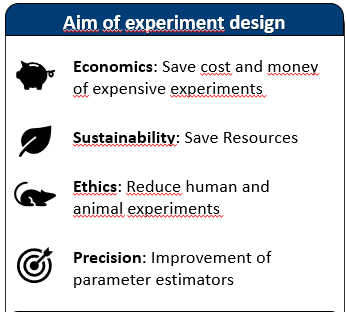 Aim of experiment design
Economics: Save cost and money
of expensive experiments
Sustainability: Save Resources
Ethics: Reduce human and
animal experiments
Precision: Improvement of
parameter estimators